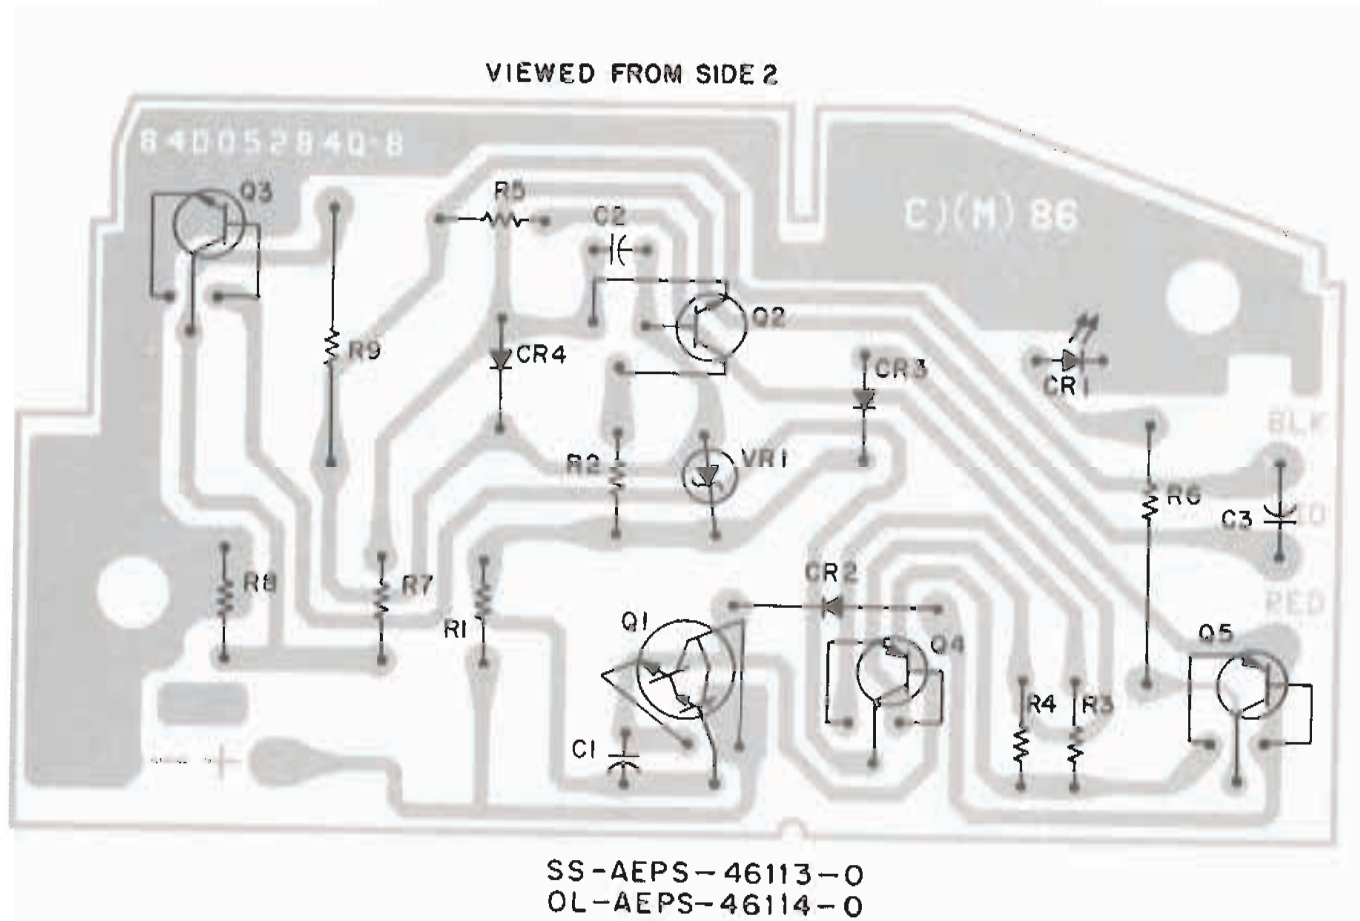 VIEWED FROM SIDE 2
84D05284Q-8
Q3
R5
C2
C)(M) 86
Q2
R9
CR4
CR3
CR1
BLK
R2
VR1
R6
C3
RED
R8
R7
CR2
R1
Q1
Q4
Q5
R4
R3
C1
- +
SS-AEPS-46113-0
OL-AEPS-46114-0